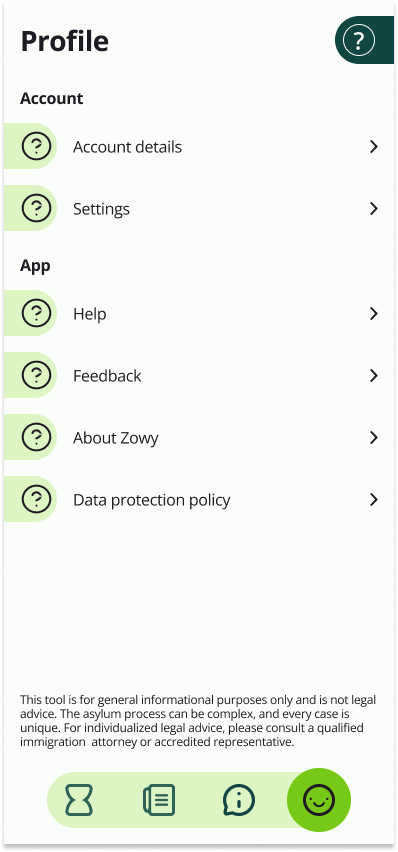 Profile
?
Account
? Account details
? Settings
App
? Help
? Feedback
? About Zowy
? Data protection policy
This tool is for general informational purposes only and is not legal
advice. The asylum process can be complex, and every case is
unique. For individualized legal advice, please consult a qualified
immigration  attorney or accredited representative.